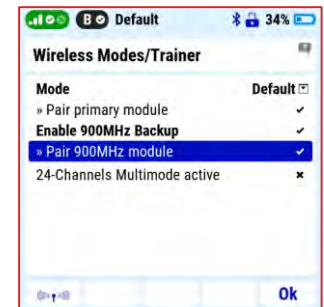 B Default 34%
Wireless Modes/Trainer
Mode Default
» Pair primary module
Enable 900MHz Backup
» Pair 900MHz module
24-Channels Multimode active
Ok